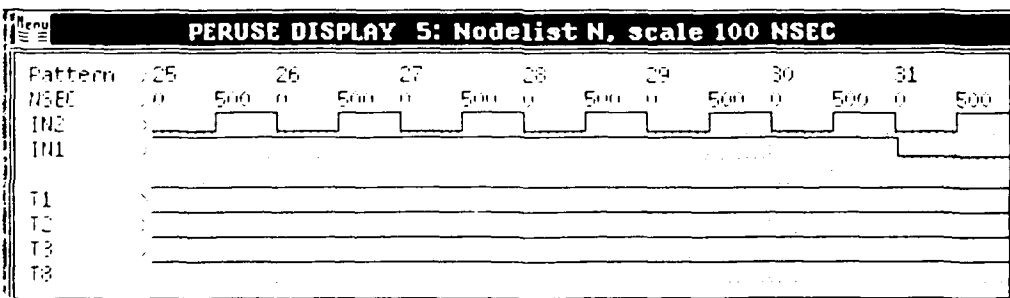 Menu
PERUSE DISPLAY 5: Nodelist N, scale 100 NSEC
Pattern 25 26 27 28 29 30 31
NSEC 0 500 0 500 0 500 0 500 0 500 0 500 0 500
IN2
IN1
T1
T2
T3
T8